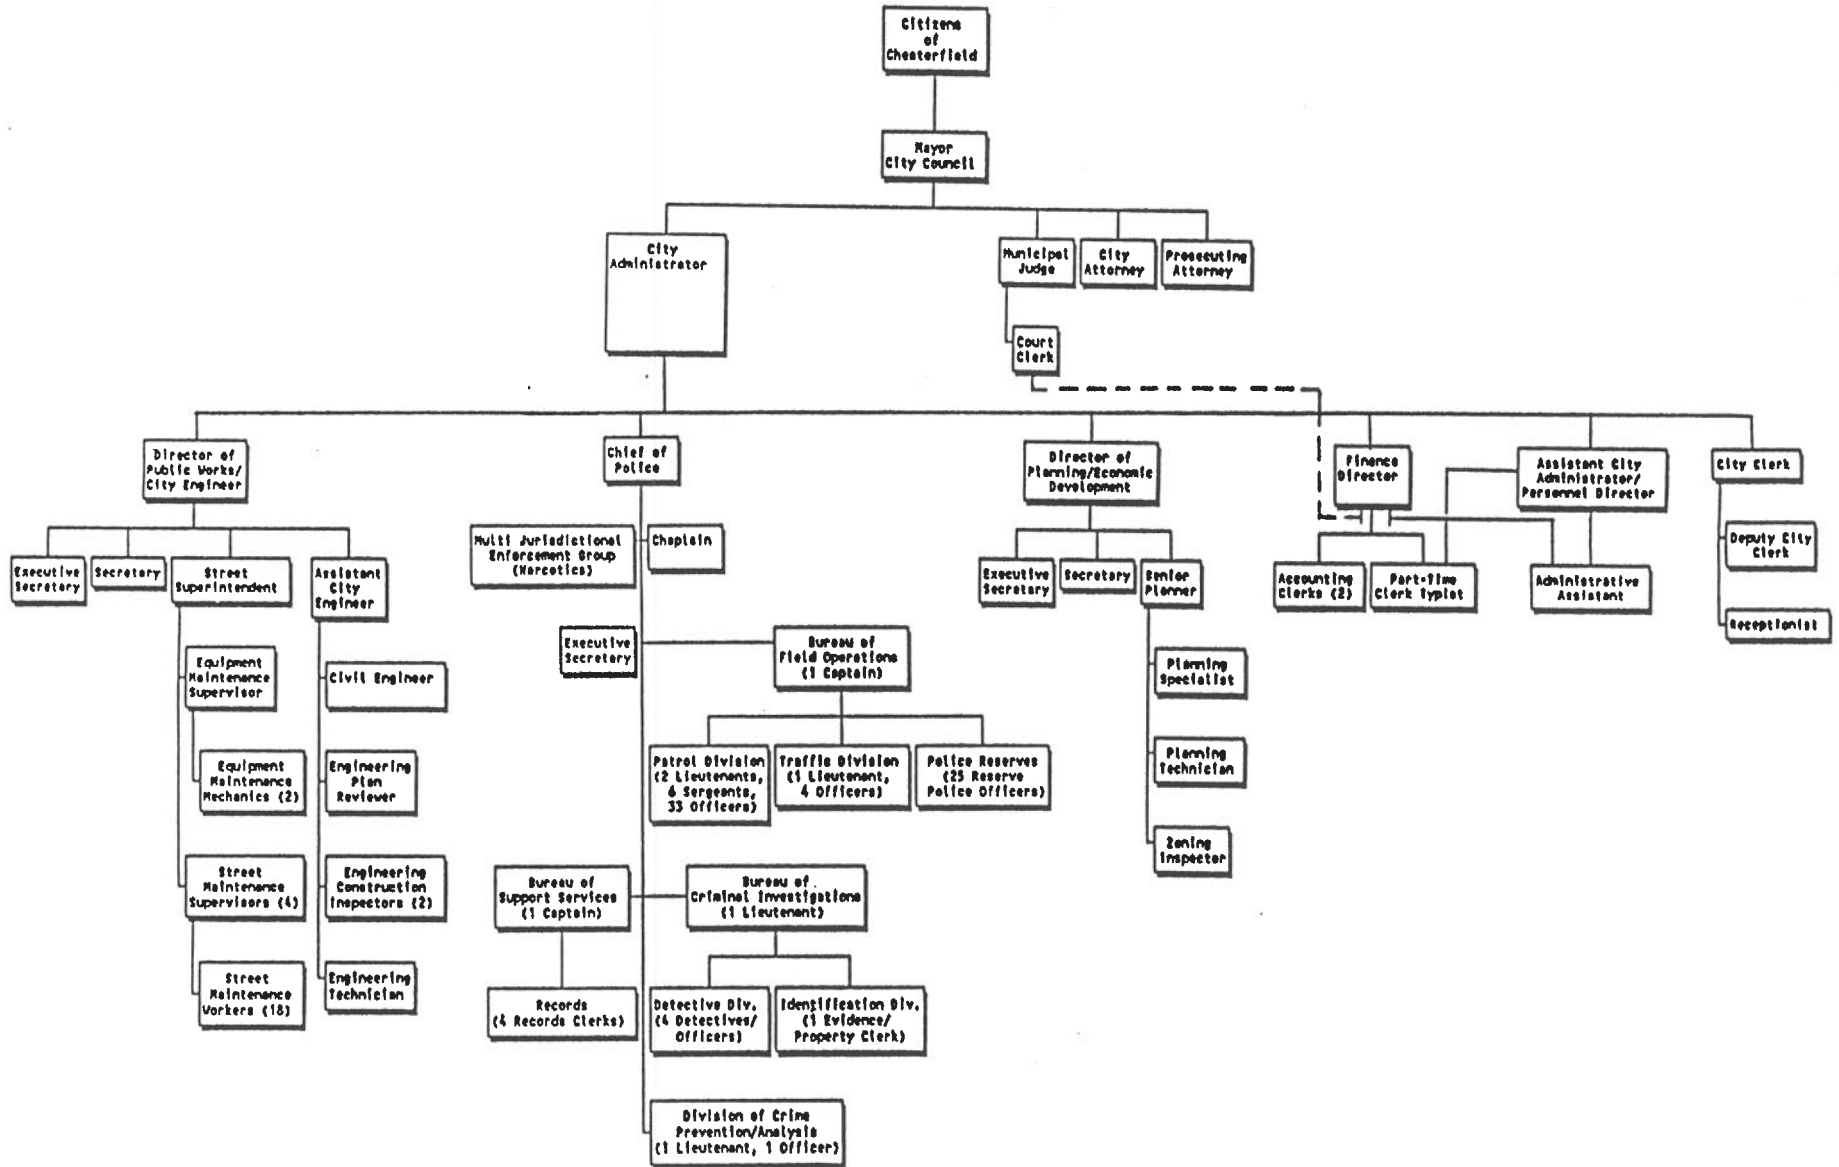 Citizens
of
Chesterfield
Mayor
City Council
City
Administrator
Municipal
Judge
City
Attorney
Prosecuting
Attorney
Court
Clerk
Director of
Public Works/
City Engineer
Chief of
Police
Director of
Planning/Economic
Development
Finance
Director
Assistant City
Administrator/
Personnel Director
City Clerk
Executive
Secretary
Secretary
Street
Superintendent
Assistant
City
Engineer
Multi Jurisdictional
Enforcement Group
(Narcotics)
Chaplain
Executive
Secretary
Secretary
Senior
Planner
Accounting
Clerks (2)
Part-Time
Clerk Typist
Administrative
Assistant
Deputy City
Clerk
Receptionist
Equipment
Maintenance
Supervisor
Civil Engineer
Executive
Secretary
Bureau of
Field Operations
(1 Captain)
Planning
Specialist
Equipment
Maintenance
Mechanics (2)
Engineering
Plan
Reviewer
Patrol Division
(2 Lieutenants,
6 Sergeants,
33 Officers)
Traffic Division
(1 Lieutenant,
4 Officers)
Police Reserves
(25 Reserve
Police Officers)
Planning
Technician
Zoning
Inspector
Street
Maintenance
Supervisors (4)
Engineering
Construction
Inspectors (2)
Bureau of
Support Services
(1 Captain)
Bureau of
Criminal Investigations
(1 Lieutenant)
Street
Maintenance
Workers (18)
Engineering
Technician
Records
(4 Records Clerks)
Detective Div.
(4 Detectives/
Officers)
Identification Div.
(1 Evidence/
Property Clerk)
Division of Crime
Prevention/Analysis
(1 Lieutenant, 1 Officer)